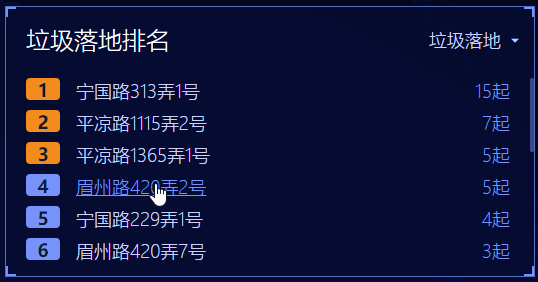 垃圾落地排名 垃圾落地
1 宁国路313弄1号 15起
2 平凉路1115弄2号 7起
3 平凉路1365弄1号 5起
4 眉州路420弄2号 5起
5 宁国路229弄1号 4起
6 眉州路420弄7号 3起